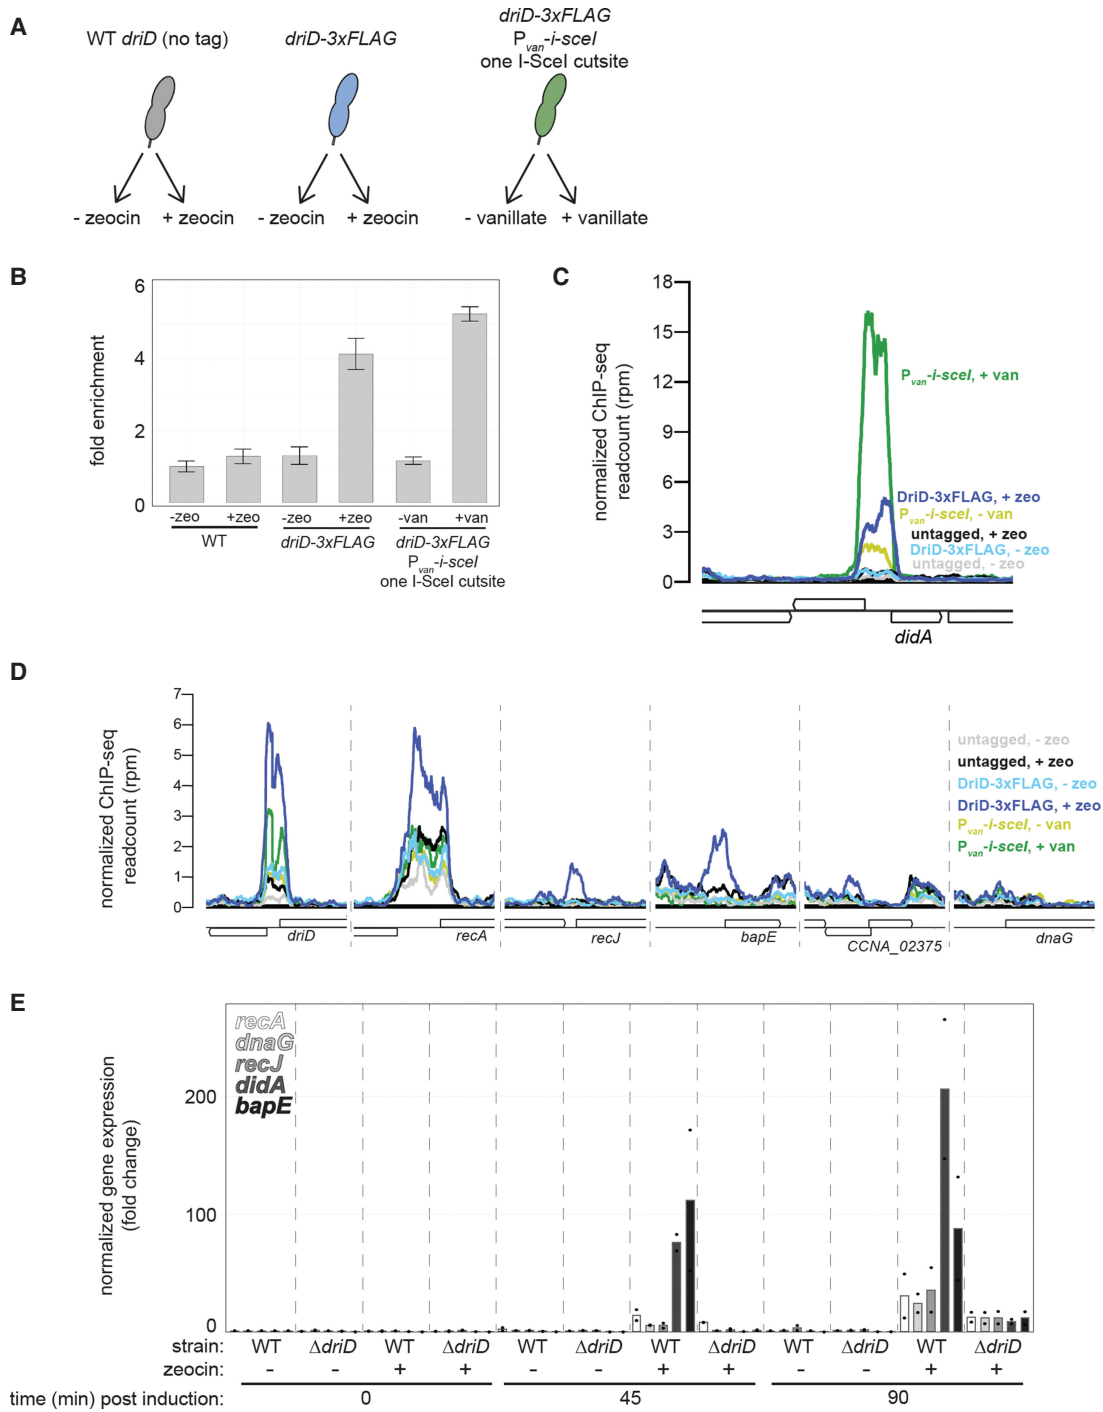 A
WT driD (no tag)
driD-3xFLAG
driD-3xFLAG
Pvan-i-sceI
one I-SceI cutsite
- zeocin + zeocin
- zeocin + zeocin
- vanillate + vanillate
B
fold enrichment
6
4
2
0
-zeo +zeo -zeo +zeo -van +van
WT
driD-3xFLAG
driD-3xFLAG
Pvan-i-sceI
one I-SceI cutsite
C
normalized ChIP-seq
readcount (rpm)
18
15
12
9
6
3
0
Pvan-i-sceI, + van
DriD-3xFLAG, + zeo
Pvan-i-sceI, - van
untagged, + zeo
DriD-3xFLAG, - zeo
untagged, - zeo
didA
D
normalized ChIP-seq
readcount (rpm)
7
6
5
4
3
2
1
0
untagged, - zeo
untagged, + zeo
DriD-3xFLAG, - zeo
DriD-3xFLAG, + zeo
Pvan-i-sceI, - van
Pvan-i-sceI, + van
driD recA recJ bapE CCNA_02375 dnaG
E
normalized gene expression
(fold change)
recA
dnaG
recJ
didA
bapE
200
100
0
strain: WT ΔdriD WT ΔdriD WT ΔdriD WT ΔdriD WT ΔdriD WT ΔdriD
zeocin: - - + + - - + + - - + +
time (min) post induction: 0 45 90